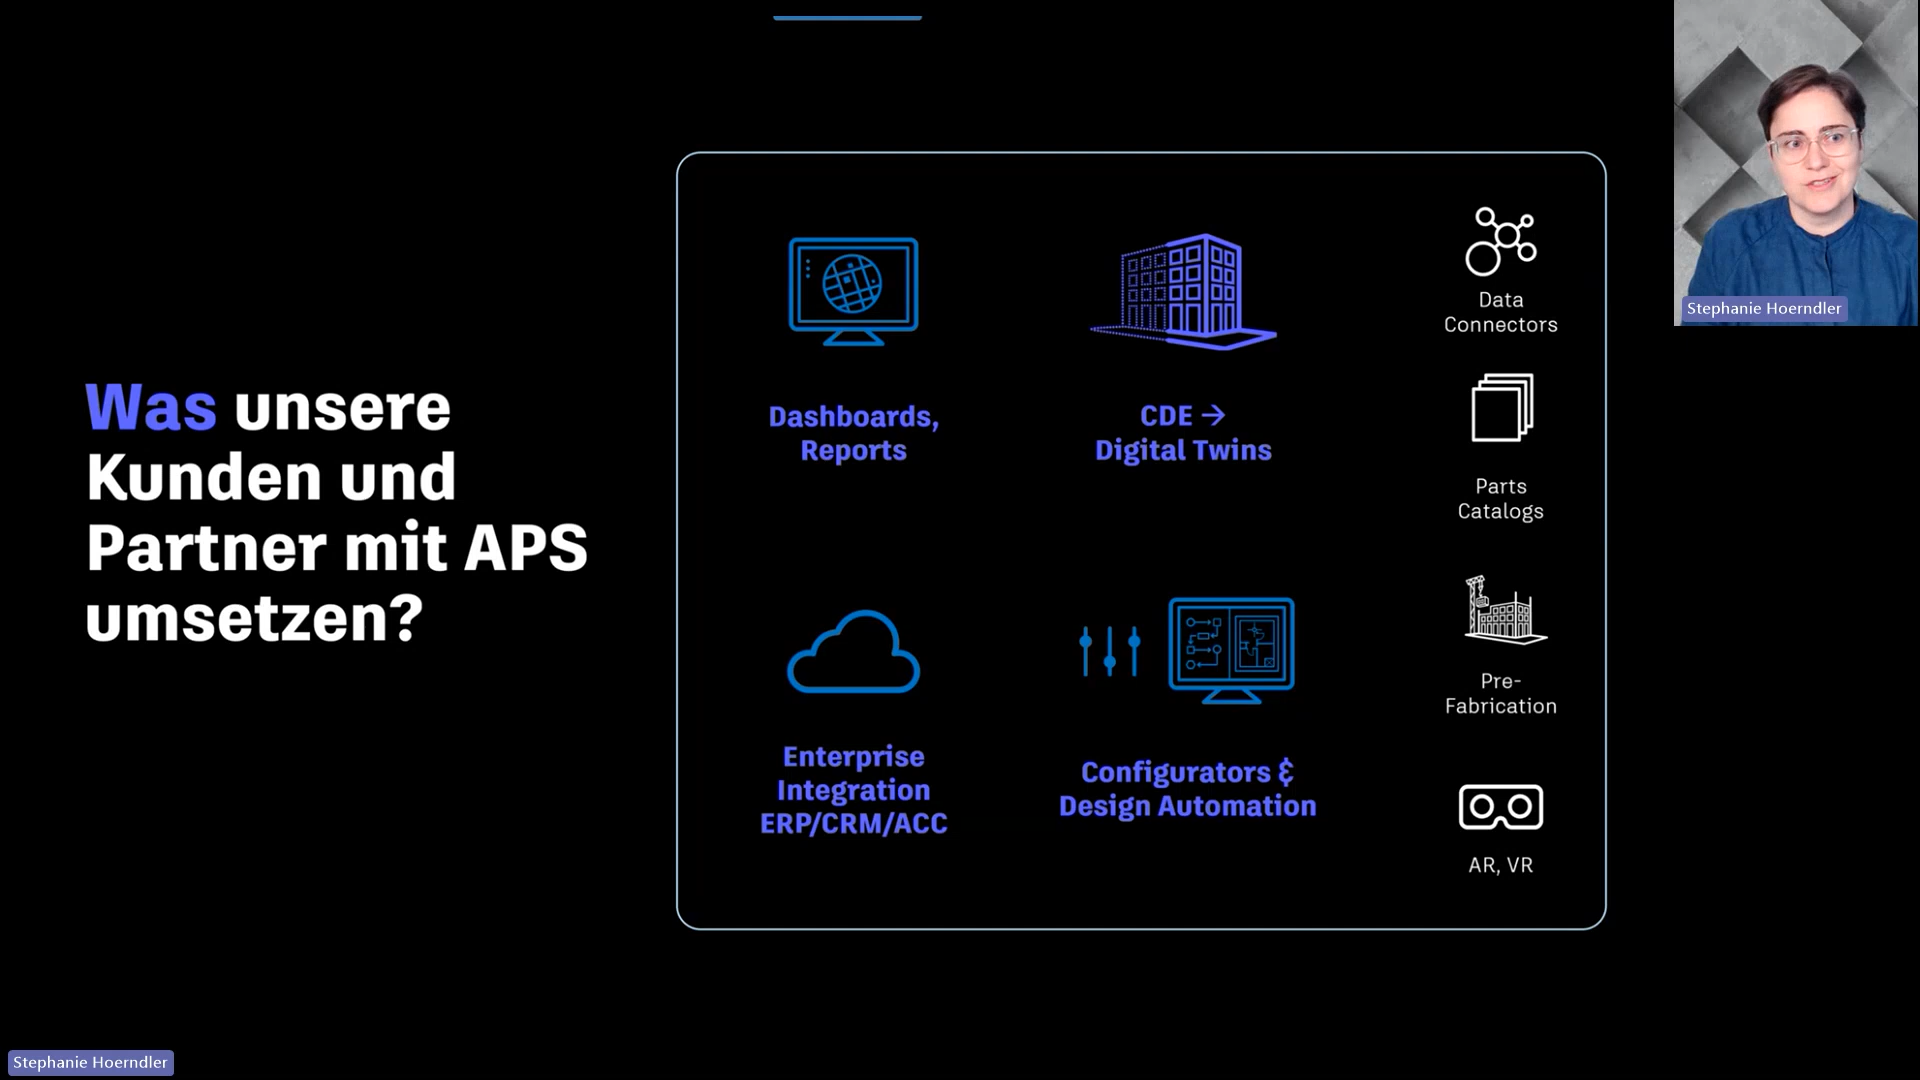 Was unsere
Kunden und
Partner mit APS
umsetzen?
Dashboards,
Reports
CDE →
Digital Twins
Enterprise
Integration
ERP/CRM/ACC
Configurators &
Design Automation
Data
Connectors
Parts
Catalogs
Pre-
Fabrication
AR, VR
Stephanie Hoerndler
Stephanie Hoerndler